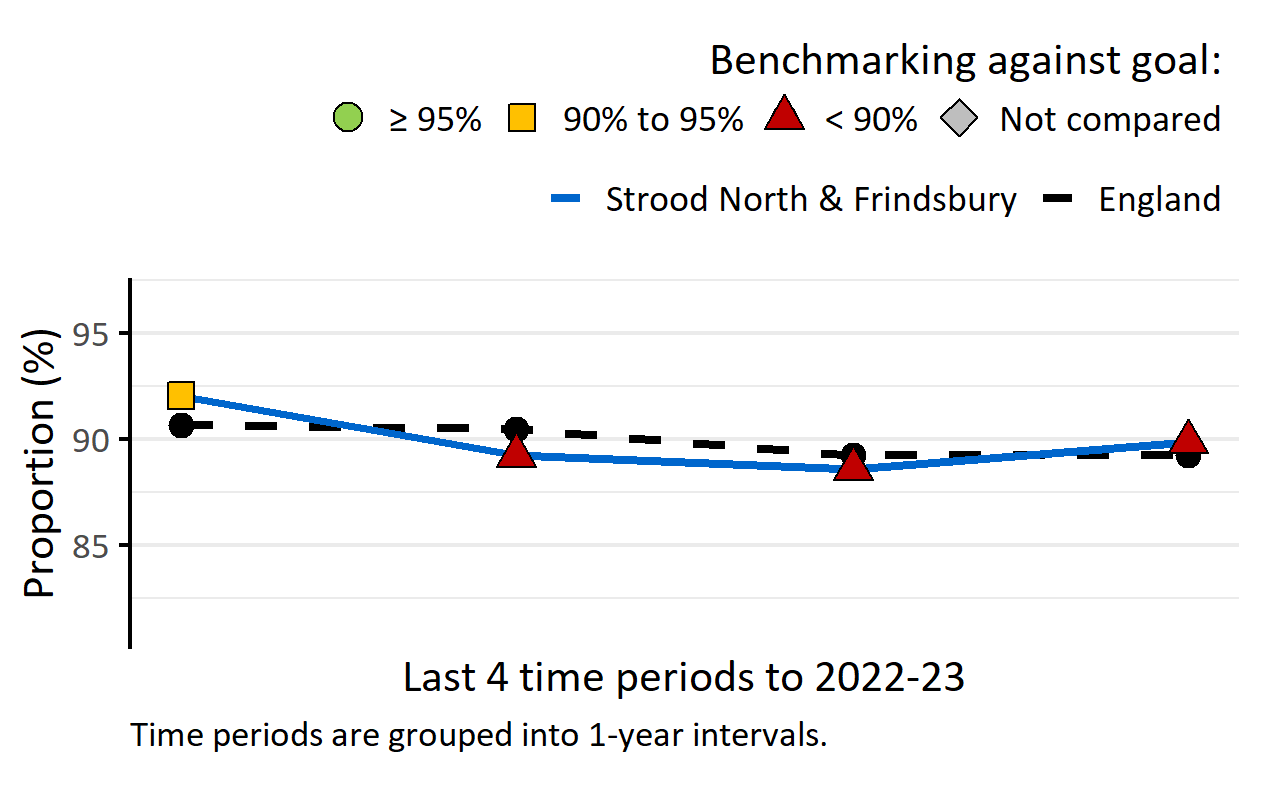 Benchmarking against goal:
≥ 95% 90% to 95% < 90% Not compared
Strood North & Frindsbury England
Proportion (%)
95
90
85
Last 4 time periods to 2022-23
Time periods are grouped into 1-year intervals.